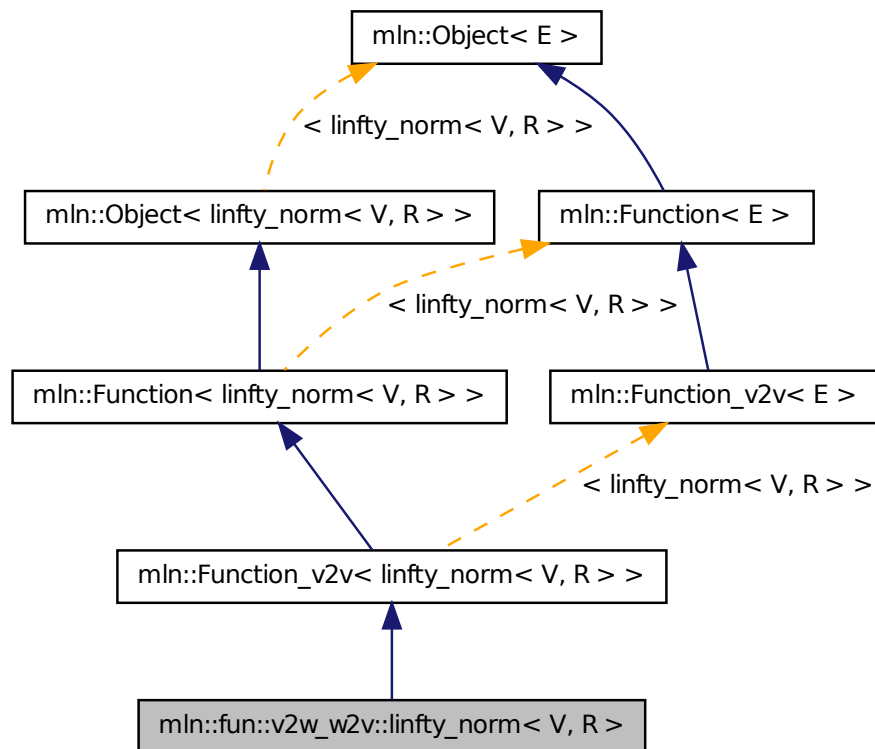 mln::Object< E >
< linfty_norm< V, R > >
mln::Object< linfty_norm< V, R > >
mln::Function< E >
< linfty_norm< V, R > >
mln::Function< linfty_norm< V, R > >
mln::Function_v2v< E >
< linfty_norm< V, R > >
mln::Function_v2v< linfty_norm< V, R > >
mln::fun::v2w_w2v::linfty_norm< V, R >